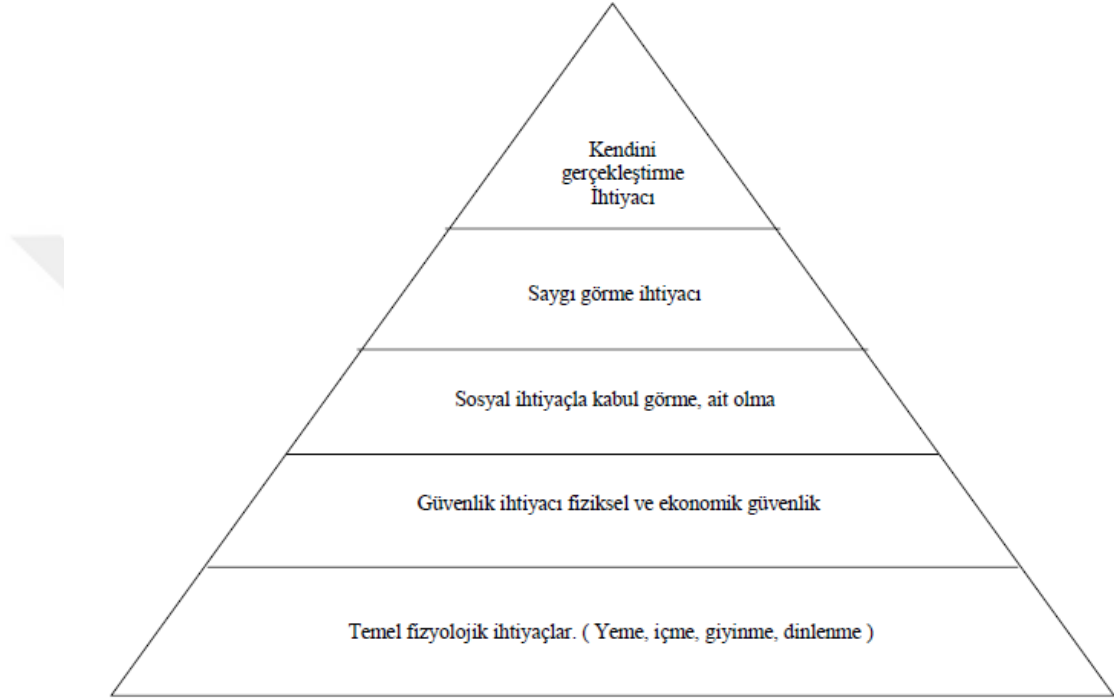 Kendini
gerçekleştirme
İhtiyacı
Saygı görme ihtiyacı
Sosyal ihtiyaçla kabul görme, ait olma
Güvenlik ihtiyacı fiziksel ve ekonomik güvenlik
Temel fizyolojik ihtiyaçlar. ( Yeme, içme, giyinme, dinlenme )